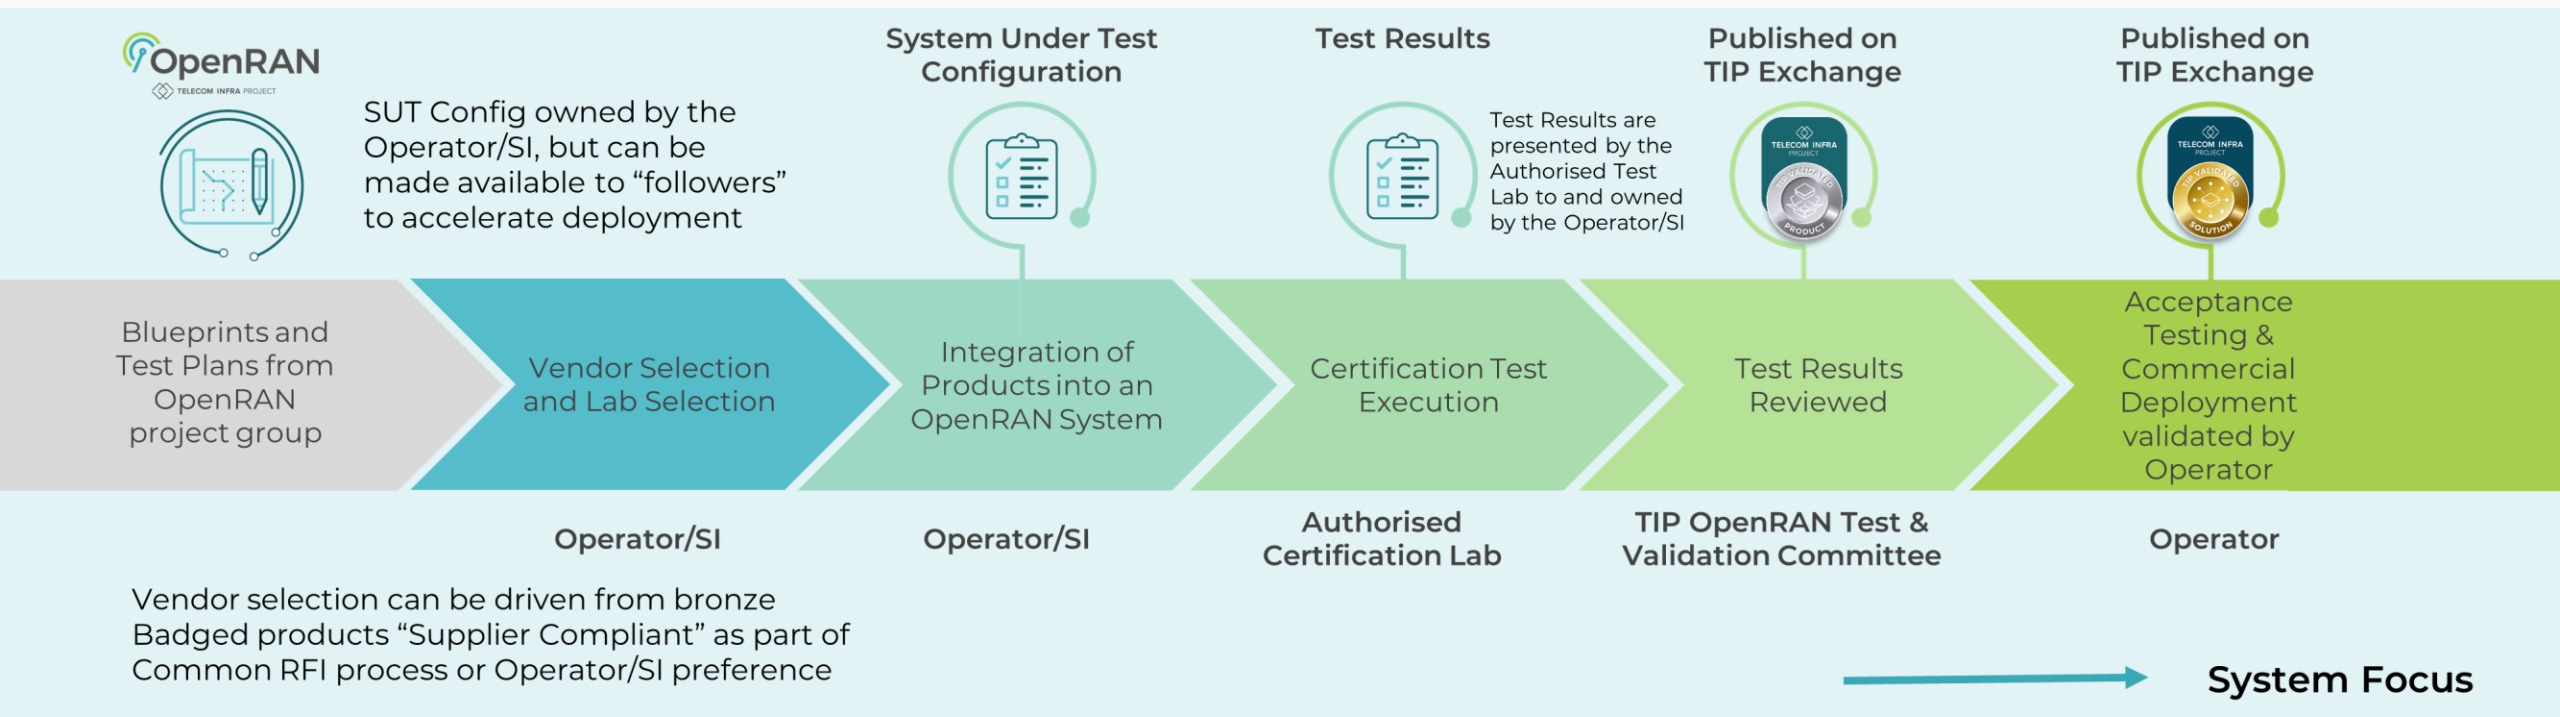 OpenRAN
TELECOM INFRA PROJECT
SUT Config owned by the
Operator/SI, but can be
made available to “followers”
to accelerate deployment
System Under Test
Configuration
Test Results
Test Results are
presented by the
Authorised Test
Lab to and owned
by the Operator/SI
Published on
TIP Exchange
TELECOM INFRA
PROJECT
TIP VALIDATED
PRODUCT
Published on
TIP Exchange
TELECOM INFRA
PROJECT
TIP VALIDATED
SOLUTION
Blueprints and
Test Plans from
OpenRAN
project group
Vendor Selection
and Lab Selection
Integration of
Products into an
OpenRAN System
Certification Test
Execution
Test Results
Reviewed
Acceptance
Testing &
Commercial
Deployment
validated by
Operator
Operator/SI
Operator/SI
Authorised
Certification Lab
TIP OpenRAN Test &
Validation Committee
Operator
Vendor selection can be driven from bronze
Badged products “Supplier Compliant” as part of
Common RFI process or Operator/SI preference
System Focus